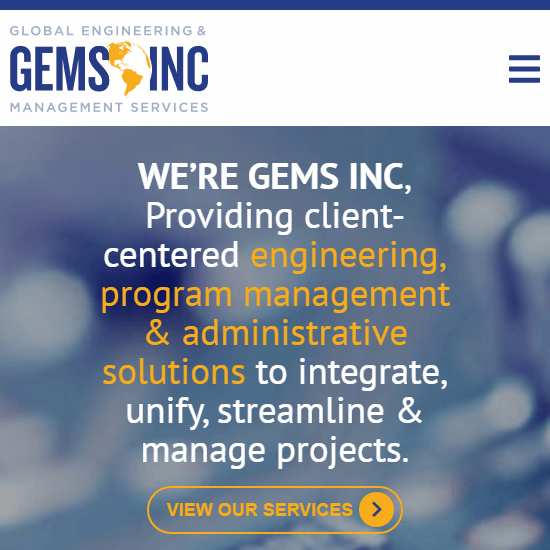 GLOBAL ENGINEERING &
GEMS INC
MANAGEMENT SERVICES
WE’RE GEMS INC,
Providing client-
centered engineering,
program management
& administrative
solutions to integrate,
unify, streamline &
manage projects.
VIEW OUR SERVICES